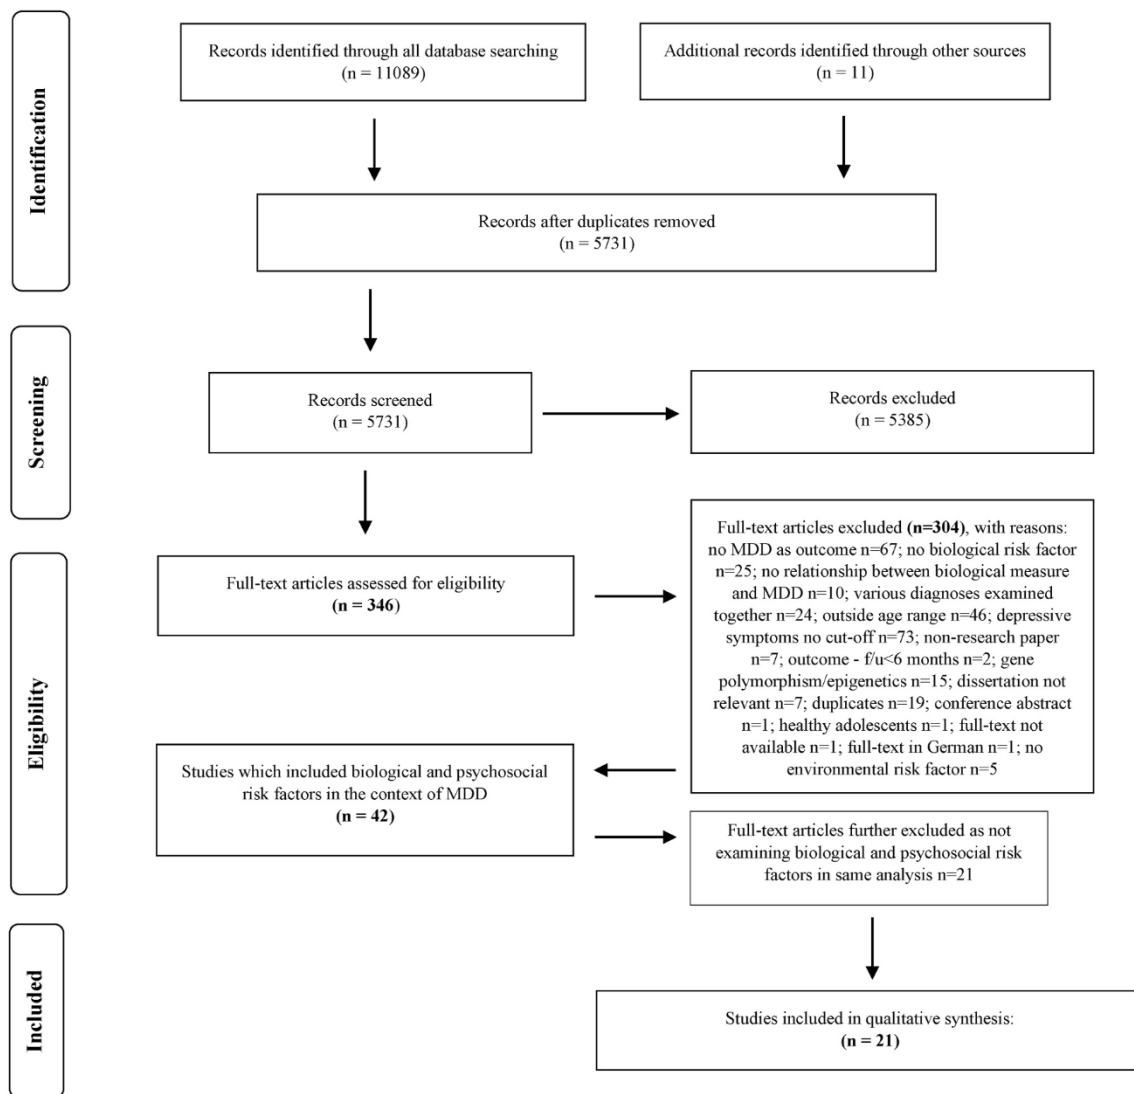 Identification
Records identified through all database searching
(n = 11089)
Additional records identified through other sources
(n = 11)
Records after duplicates removed
(n = 5731)
Screening
Records screened
(n = 5731)
Records excluded
(n = 5385)
Eligibility
Full-text articles assessed for eligibility
(n = 346)
Full-text articles excluded (n=304), with reasons:
no MDD as outcome n=67; no biological risk factor
n=25; no relationship between biological measure
and MDD n=10; various diagnoses examined
together n=24; outside age range n=46; depressive
symptoms no cut-off n=73; non-research paper
n=7; outcome - f/u<6 months n=2; gene
polymorphism/epigenetics n=15; dissertation not
relevant n=7; duplicates n=19; conference abstract
n=1; healthy adolescents n=1; full-text not
available n=1; full-text in German n=1; no
environmental risk factor n=5
Studies which included biological and psychosocial
risk factors in the context of MDD
(n = 42)
Full-text articles further excluded as not
examining biological and psychosocial risk
factors in same analysis n=21
Included
Studies included in qualitative synthesis:
(n = 21)